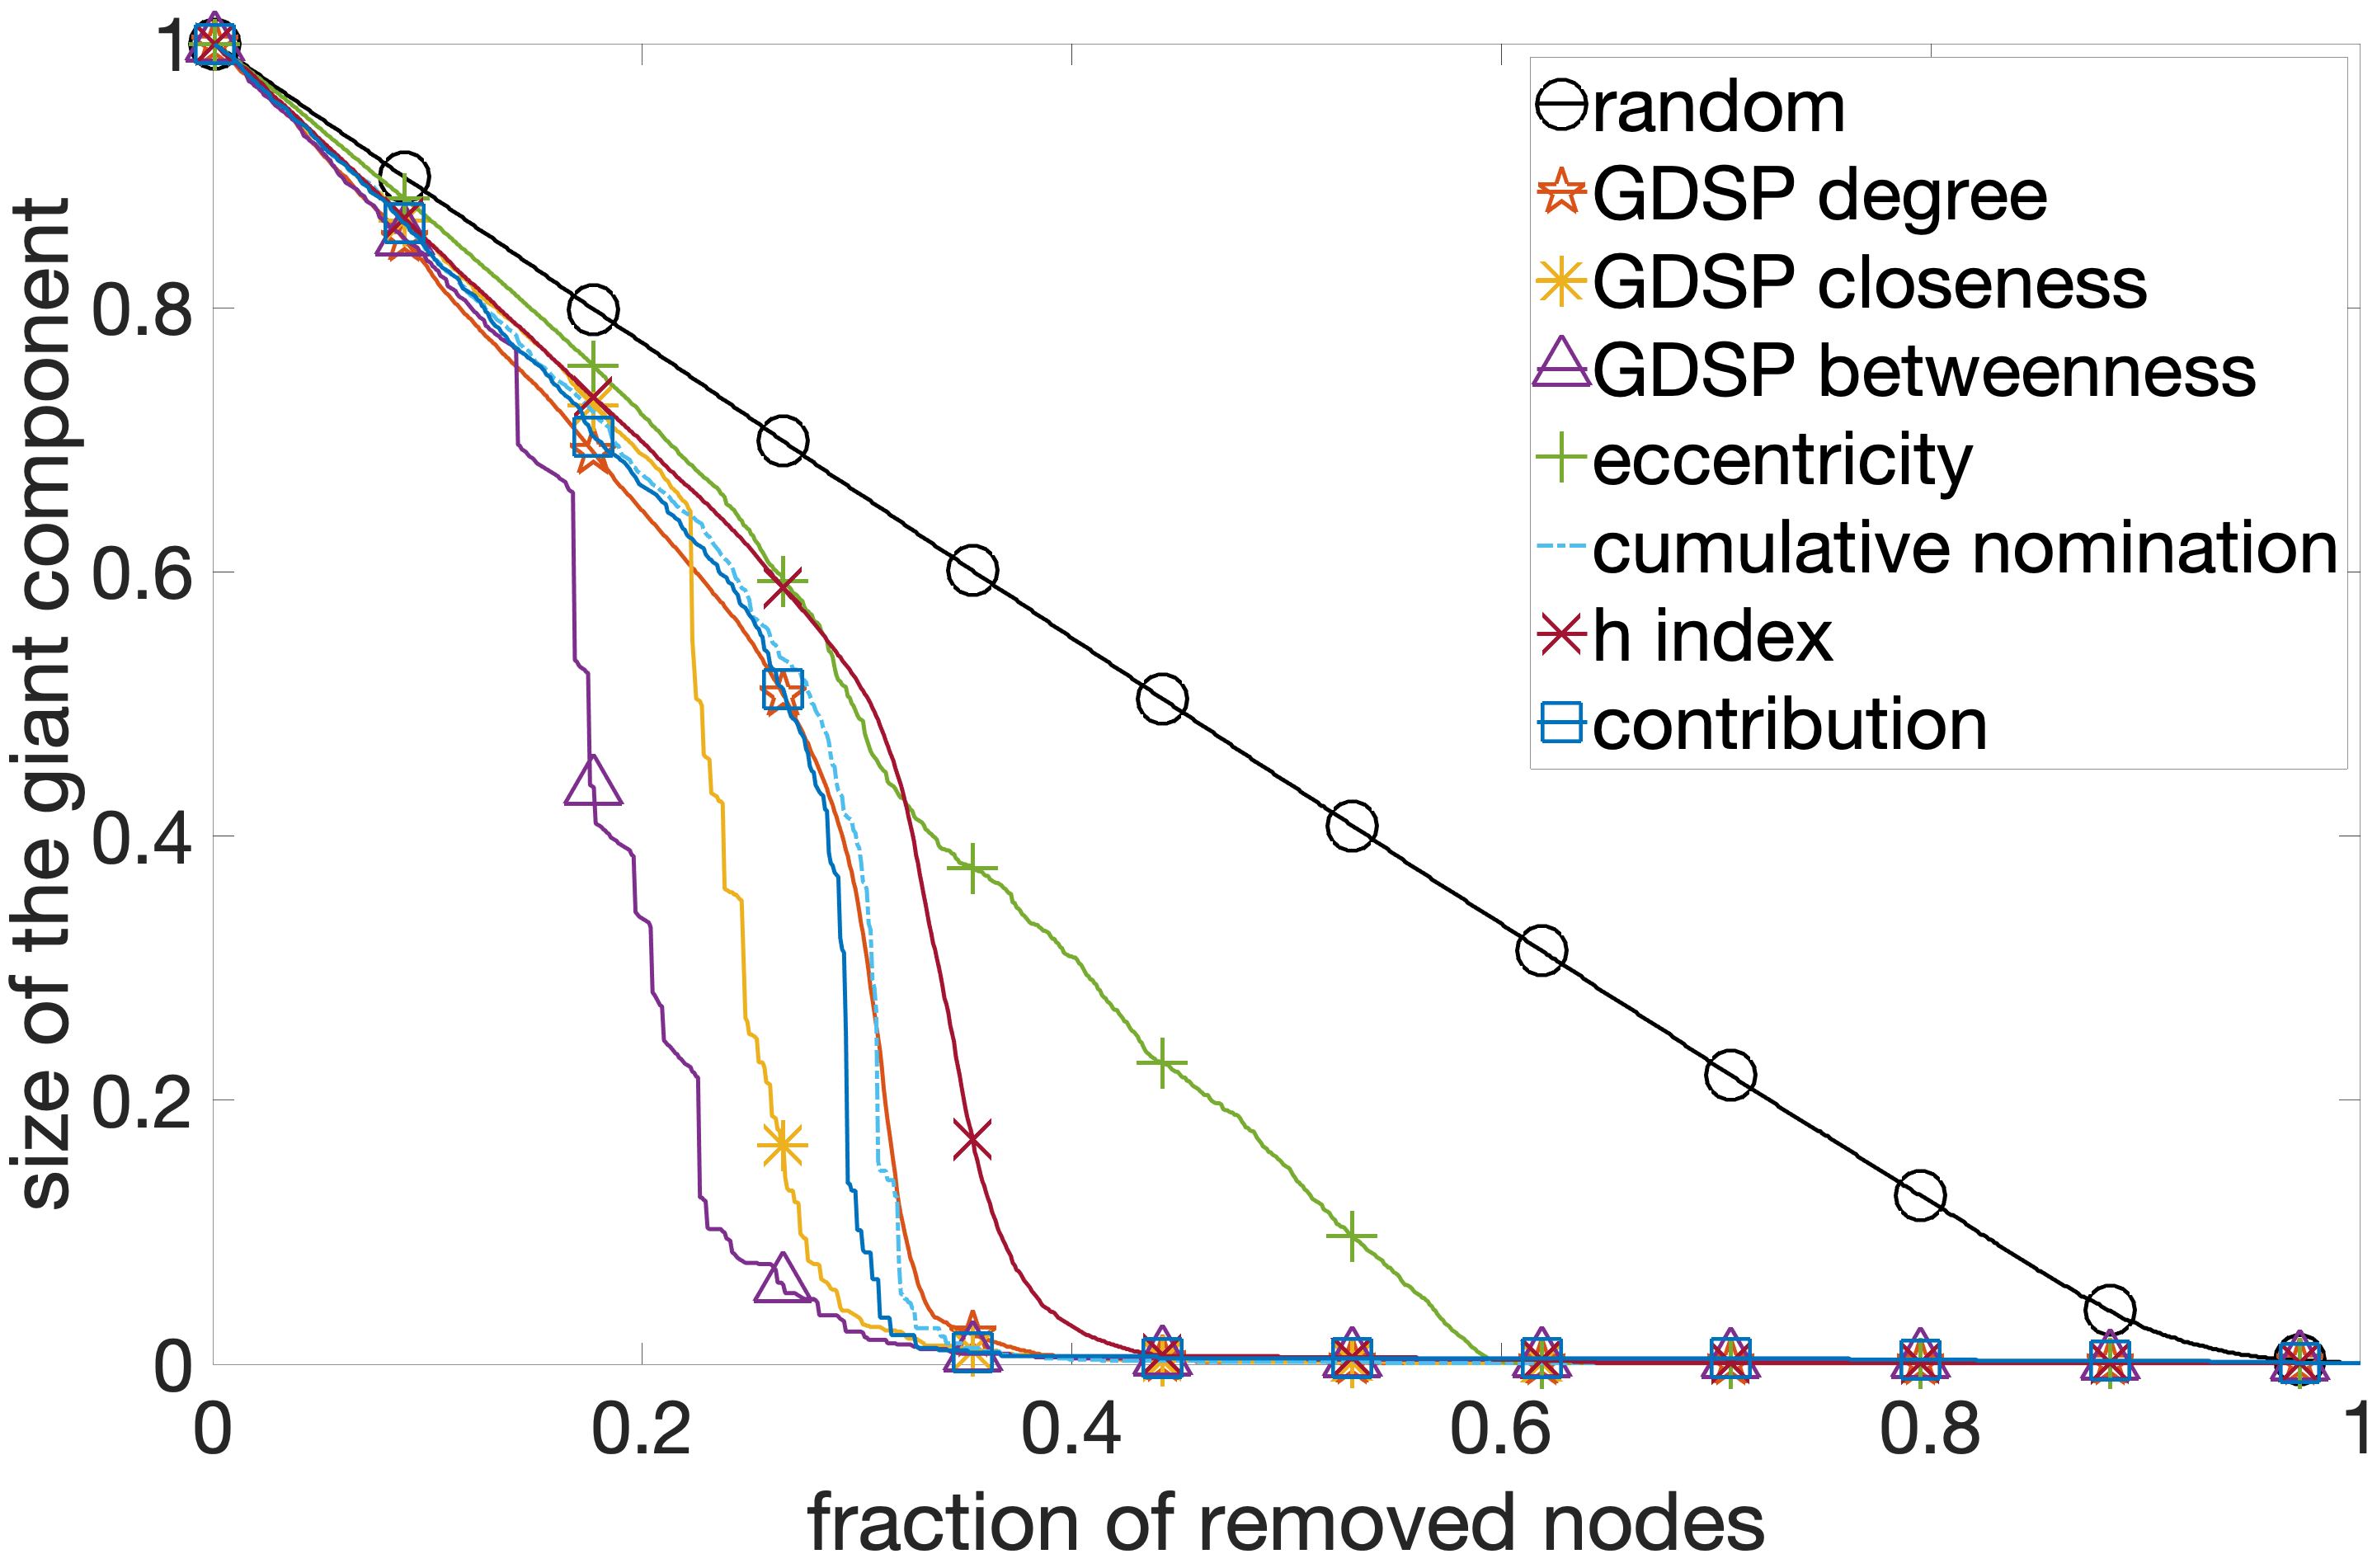 size of the giant component
1
0.8
0.6
0.4
0.2
0
random
GDSP degree
GDSP closeness
GDSP betweenness
eccentricity
cumulative nomination
h index
contribution
0 0.2 0.4 0.6 0.8 1
fraction of removed nodes